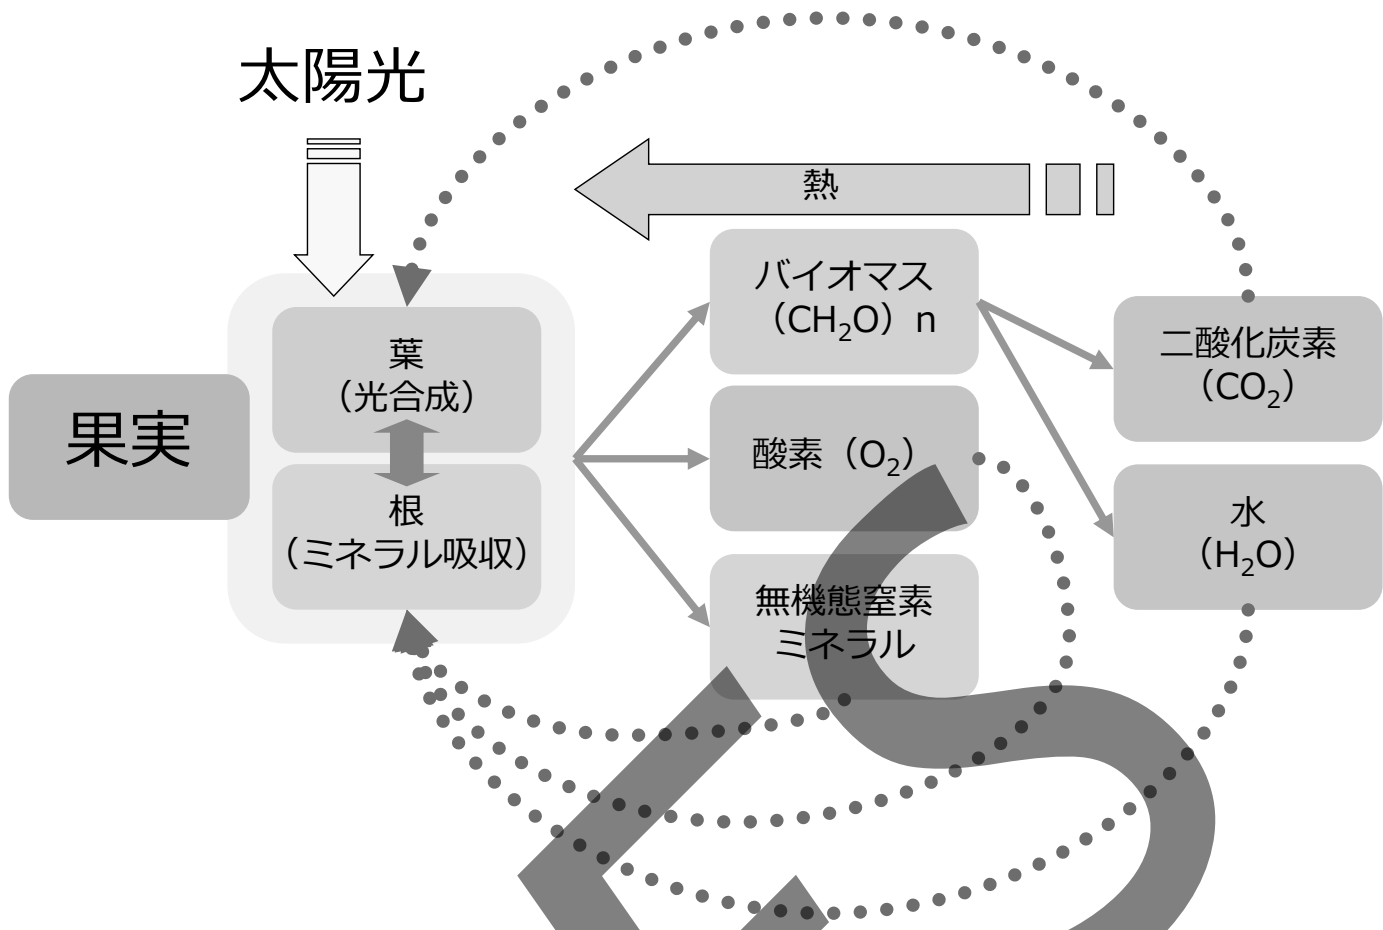 太陽光
熱
バイオマス
（CH₂O）n
葉
（光合成）
二酸化炭素
（CO₂）
果実
酸素（O₂）
根
（ミネラル吸収）
水
（H₂O）
無機態窒素
ミネラル